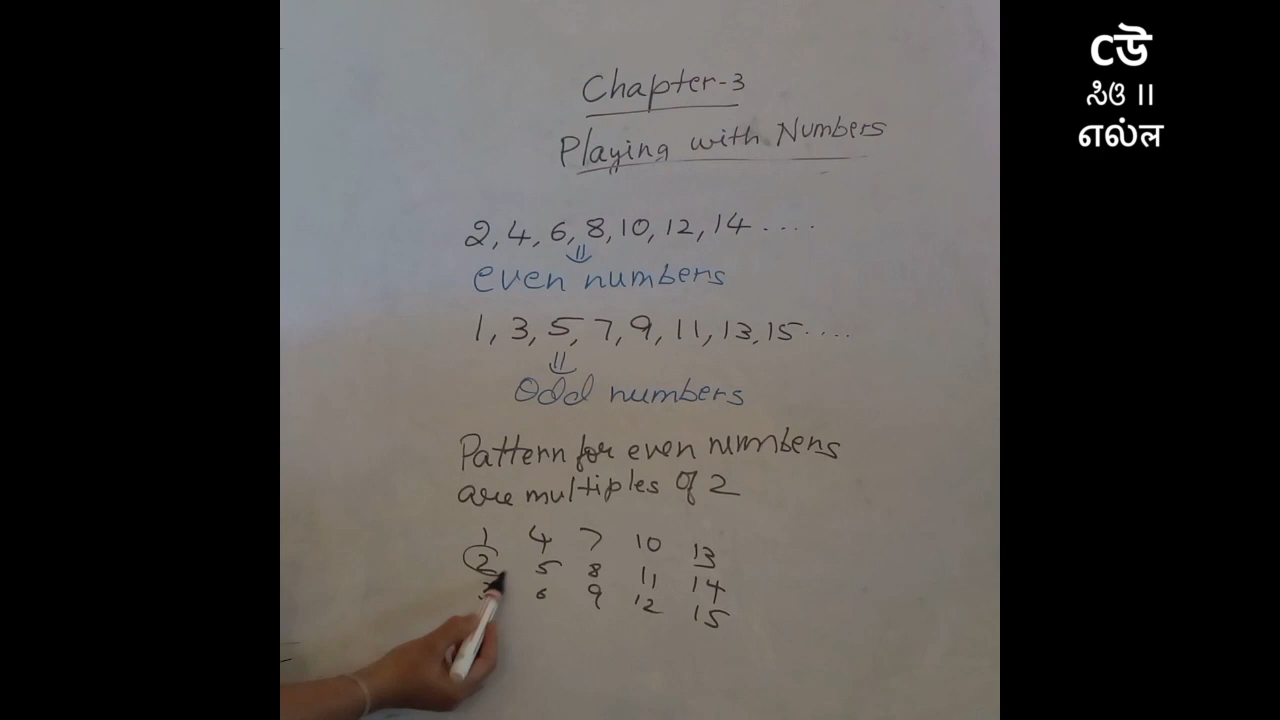 Chapter-3
Playing with Numbers
2, 4, 6, 8, 10, 12, 14 ....
even numbers
1, 3, 5, 7, 9, 11, 13, 15 ....
Odd numbers
Pattern for even numbers
are multiples of 2
1 4 7 10 13
2 5 8 11 14
6 9 12 15
Cউ
ಸಿಕಿ ॥
எல்ல